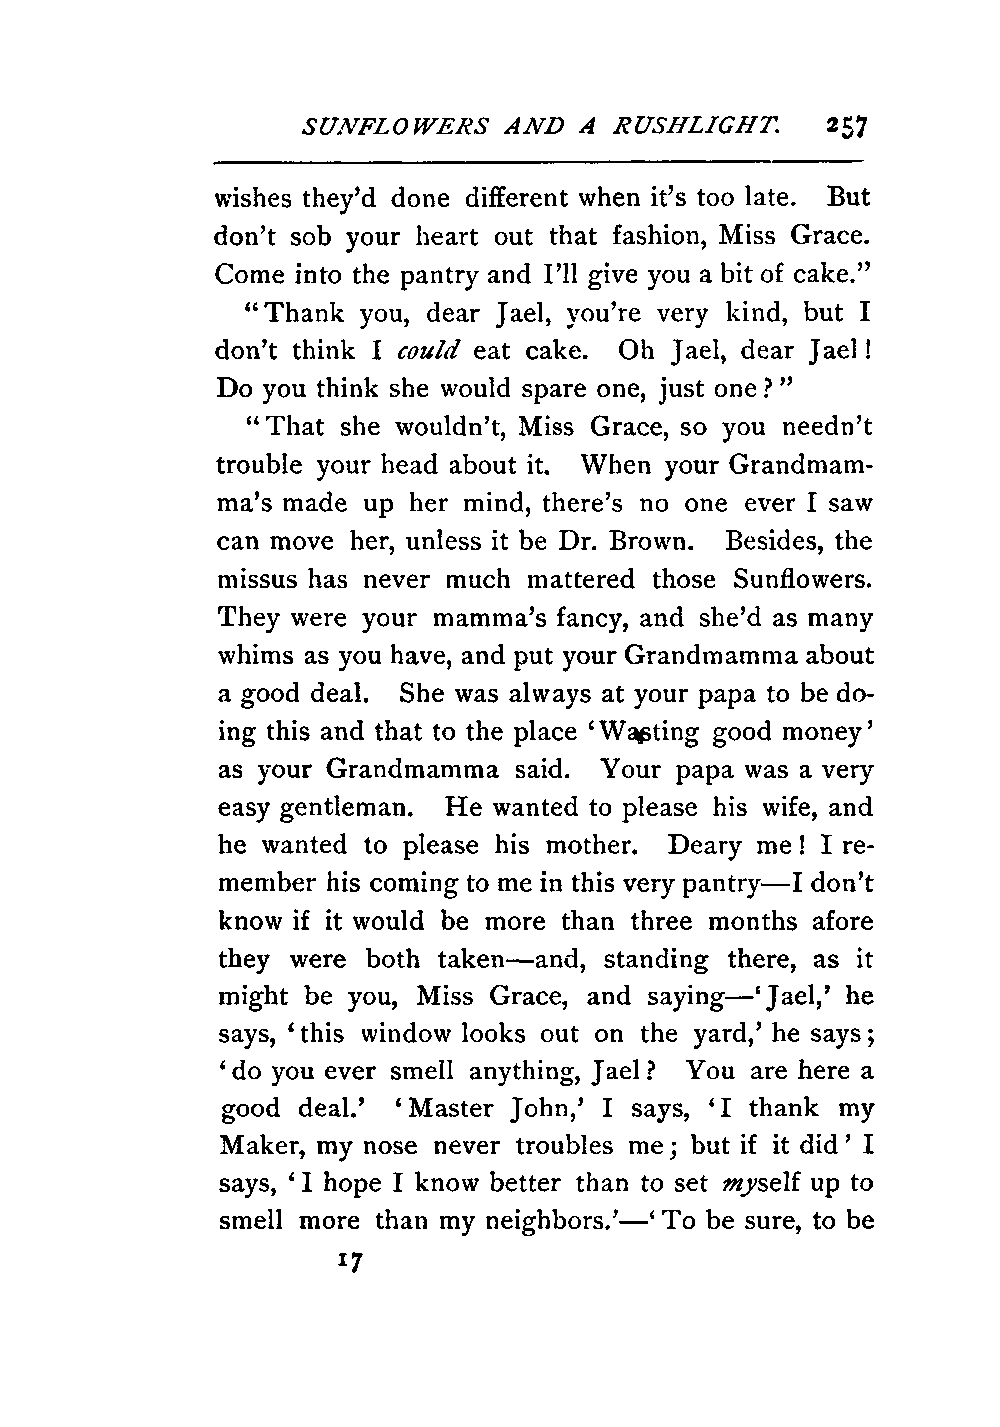 SUNFLOWERS AND A RUSHLIGHT. 257
wishes they'd done different when it's too late. But
don't sob your heart out that fashion, Miss Grace.
Come into the pantry and I'll give you a bit of cake."
"Thank you, dear Jael, you're very kind, but I
don't think I could eat cake. Oh Jael, dear Jael!
Do you think she would spare one, just one?"
"That she wouldn't, Miss Grace, so you needn't
trouble your head about it. When your Grandmam-
ma's made up her mind, there's no one ever I saw
can move her, unless it be Dr. Brown. Besides, the
missus has never much mattered those Sunflowers.
They were your mamma's fancy, and she'd as many
whims as you have, and put your Grandmamma about
a good deal. She was always at your papa to be do-
ing this and that to the place 'Wasting good money'
as your Grandmamma said. Your papa was a very
easy gentleman. He wanted to please his wife, and
he wanted to please his mother. Deary me! I re-
member his coming to me in this very pantry—I don't
know if it would be more than three months afore
they were both taken—and, standing there, as it
might be you, Miss Grace, and saying—'Jael,' he
says, 'this window looks out on the yard,' he says;
'do you ever smell anything, Jael? You are here a
good deal.' 'Master John,' I says, 'I thank my
Maker, my nose never troubles me; but if it did' I
says, 'I hope I know better than to set myself up to
smell more than my neighbors.'—'To be sure, to be
17